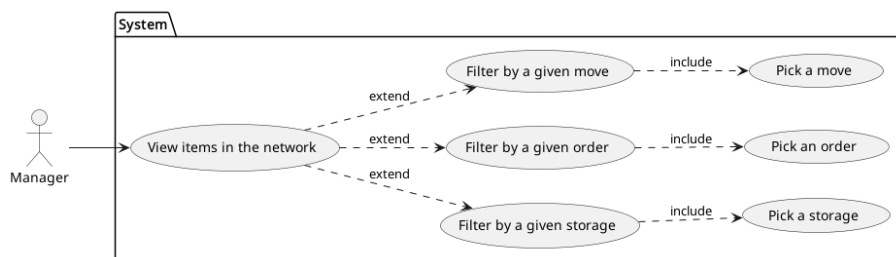 System
Filter by a given move
include
Pick a move
extend
Manager
View items in the network
extend
Filter by a given order
include
Pick an order
extend
Filter by a given storage
include
Pick a storage